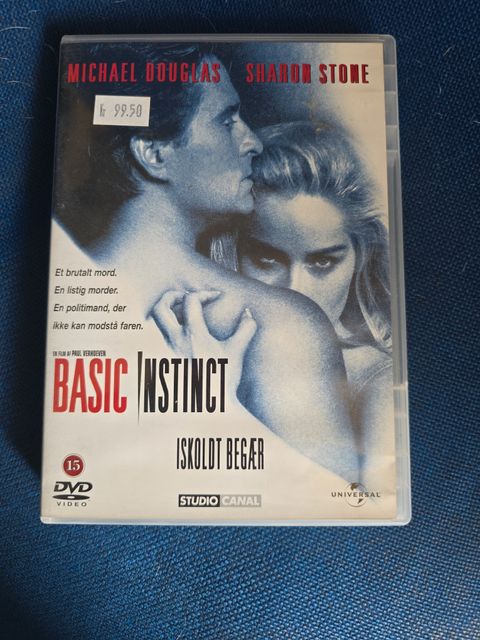 MICHAEL DOUGLAS SHARON STONE
Kr 99.50
Et brutalt mord.
En listig morder.
En politimand, der
ikke kan modstå faren.
EN FILM AF PAUL VERHOEVEN
BASIC INSTINCT
ISKOLDT BEGÆR
15
DVD
VIDEO
STUDIO CANAL
UNIVERSAL